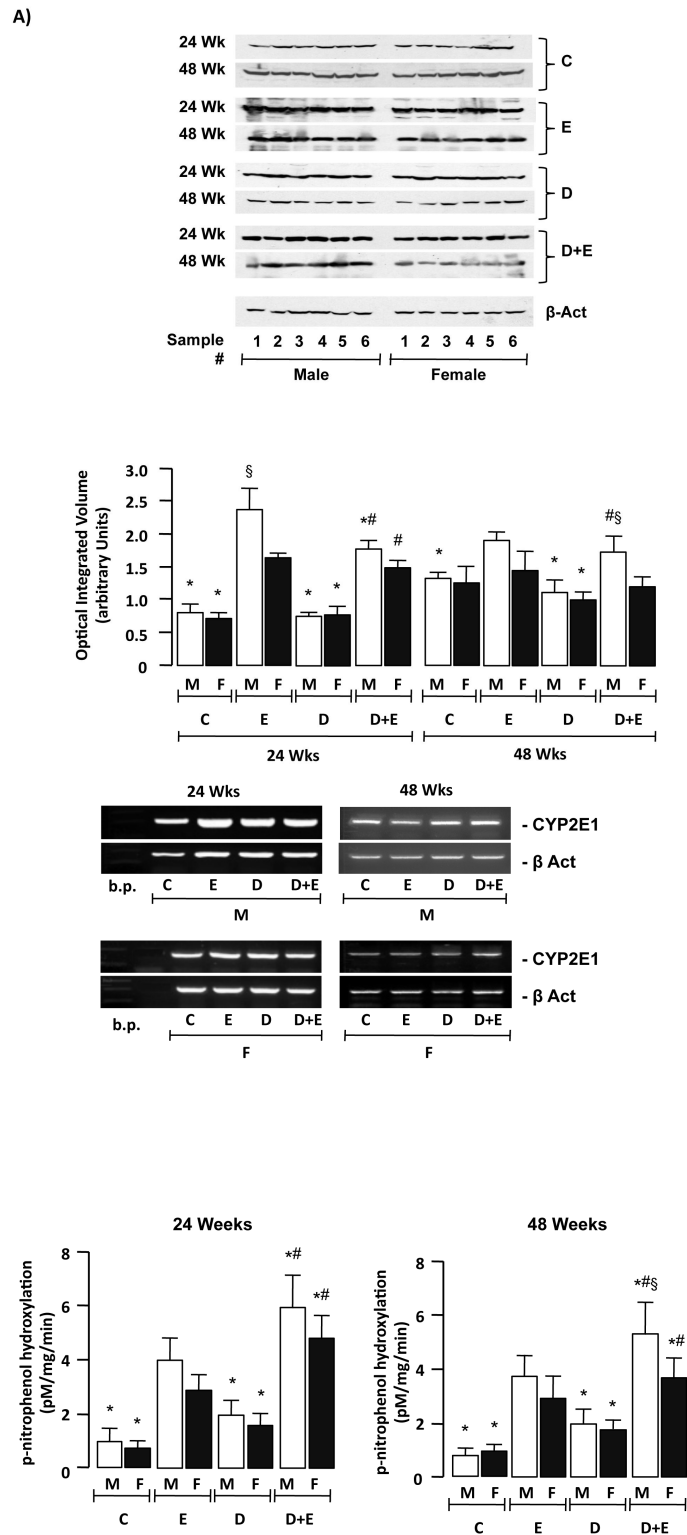 A)
24 Wk
48 Wk
C
24 Wk
48 Wk
E
24 Wk
48 Wk
D
24 Wk
48 Wk
D+E
β-Act
Sample # 1 2 3 4 5 6 1 2 3 4 5 6
Male Female
Optical Integrated Volume
(arbitrary Units)
3.0
2.5
2.0
1.5
1.0
0.5
0
* * § * * *# # * * * #§
M F M F M F M F M F M F M F M F
C E D D+E C E D D+E
24 Wks 48 Wks
24 Wks 48 Wks
- CYP2E1
- β Act
b.p. C E D D+E C E D D+E
M M
- CYP2E1
- β Act
b.p. C E D D+E C E D D+E
F F
24 Weeks
p-nitrophenol hydroxylation
(pM/mg/min)
8
6
4
2
0
* * * * *# *#
M F M F M F M F
C E D D+E
48 Weeks
p-nitrophenol hydroxylation
(pM/mg/min)
8
6
4
2
0
* * * * *#§ *#
M F M F M F M F
C E D D+E